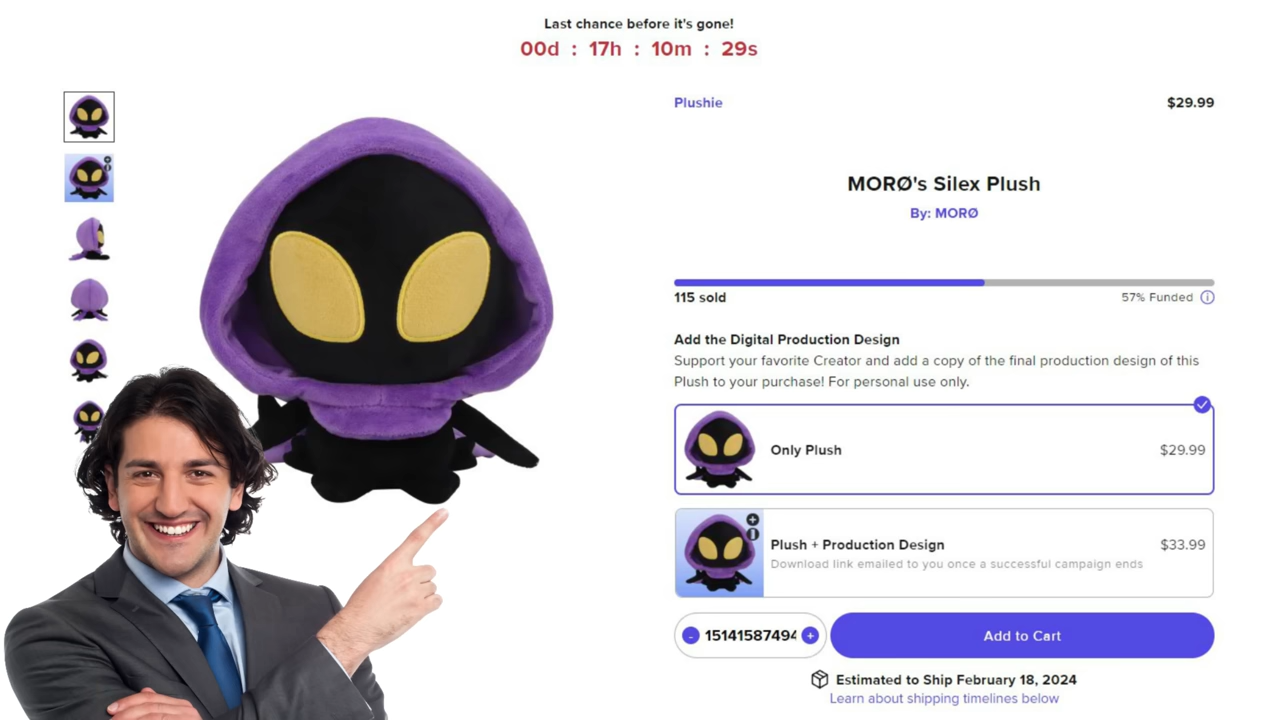 Last chance before it's gone!
00d : 17h : 10m : 29s
Plushie
$29.99
MORØ's Silex Plush
By: MORØ
115 sold
57% Funded
Add the Digital Production Design
Support your favorite Creator and add a copy of the final production design of this
Plush to your purchase! For personal use only.
Only Plush
$29.99
Plush + Production Design
$33.99
Download link emailed to you once a successful campaign ends
- 15141587494 +
Add to Cart
Estimated to Ship February 18, 2024
Learn about shipping timelines below